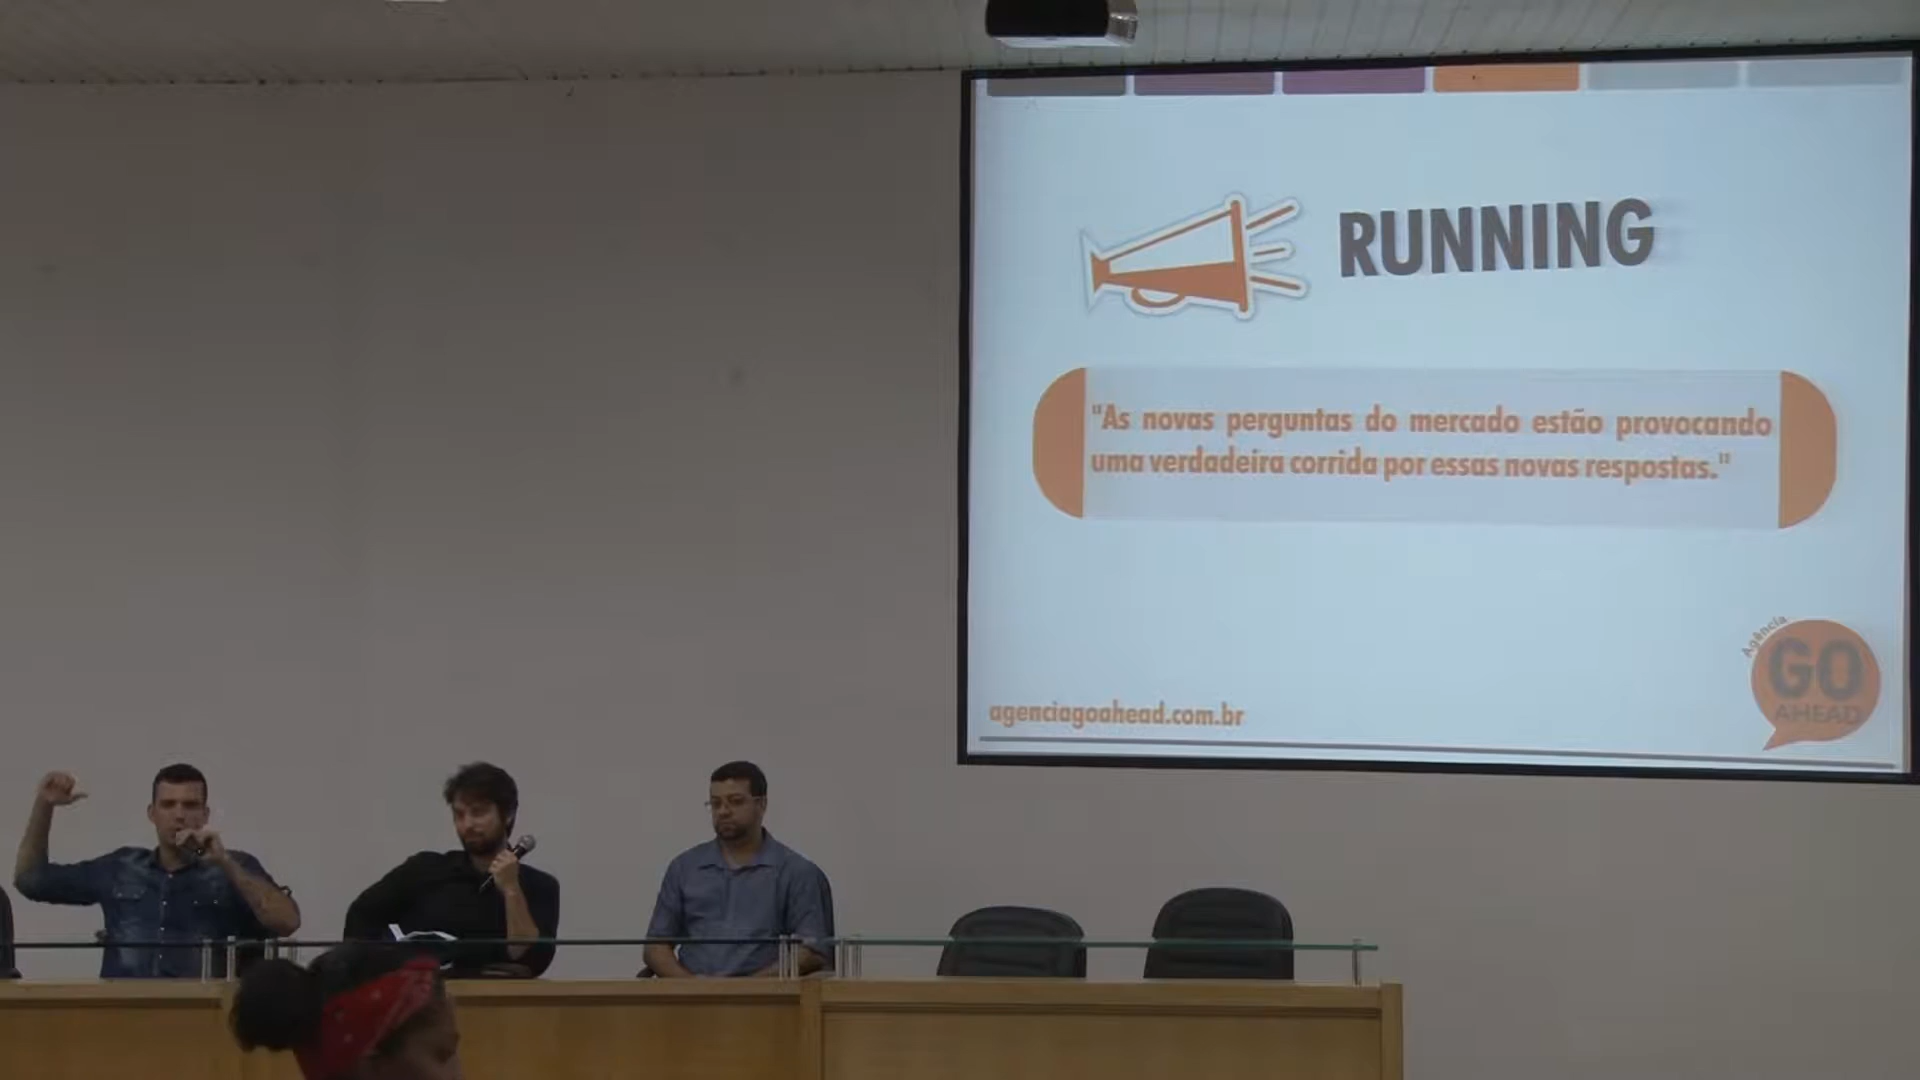 RUNNING
"As novas perguntas do mercado estão provocando
uma verdadeira corrida por essas novas respostas."
agenciagoahead.com.br
Agência
GO
AHEAD